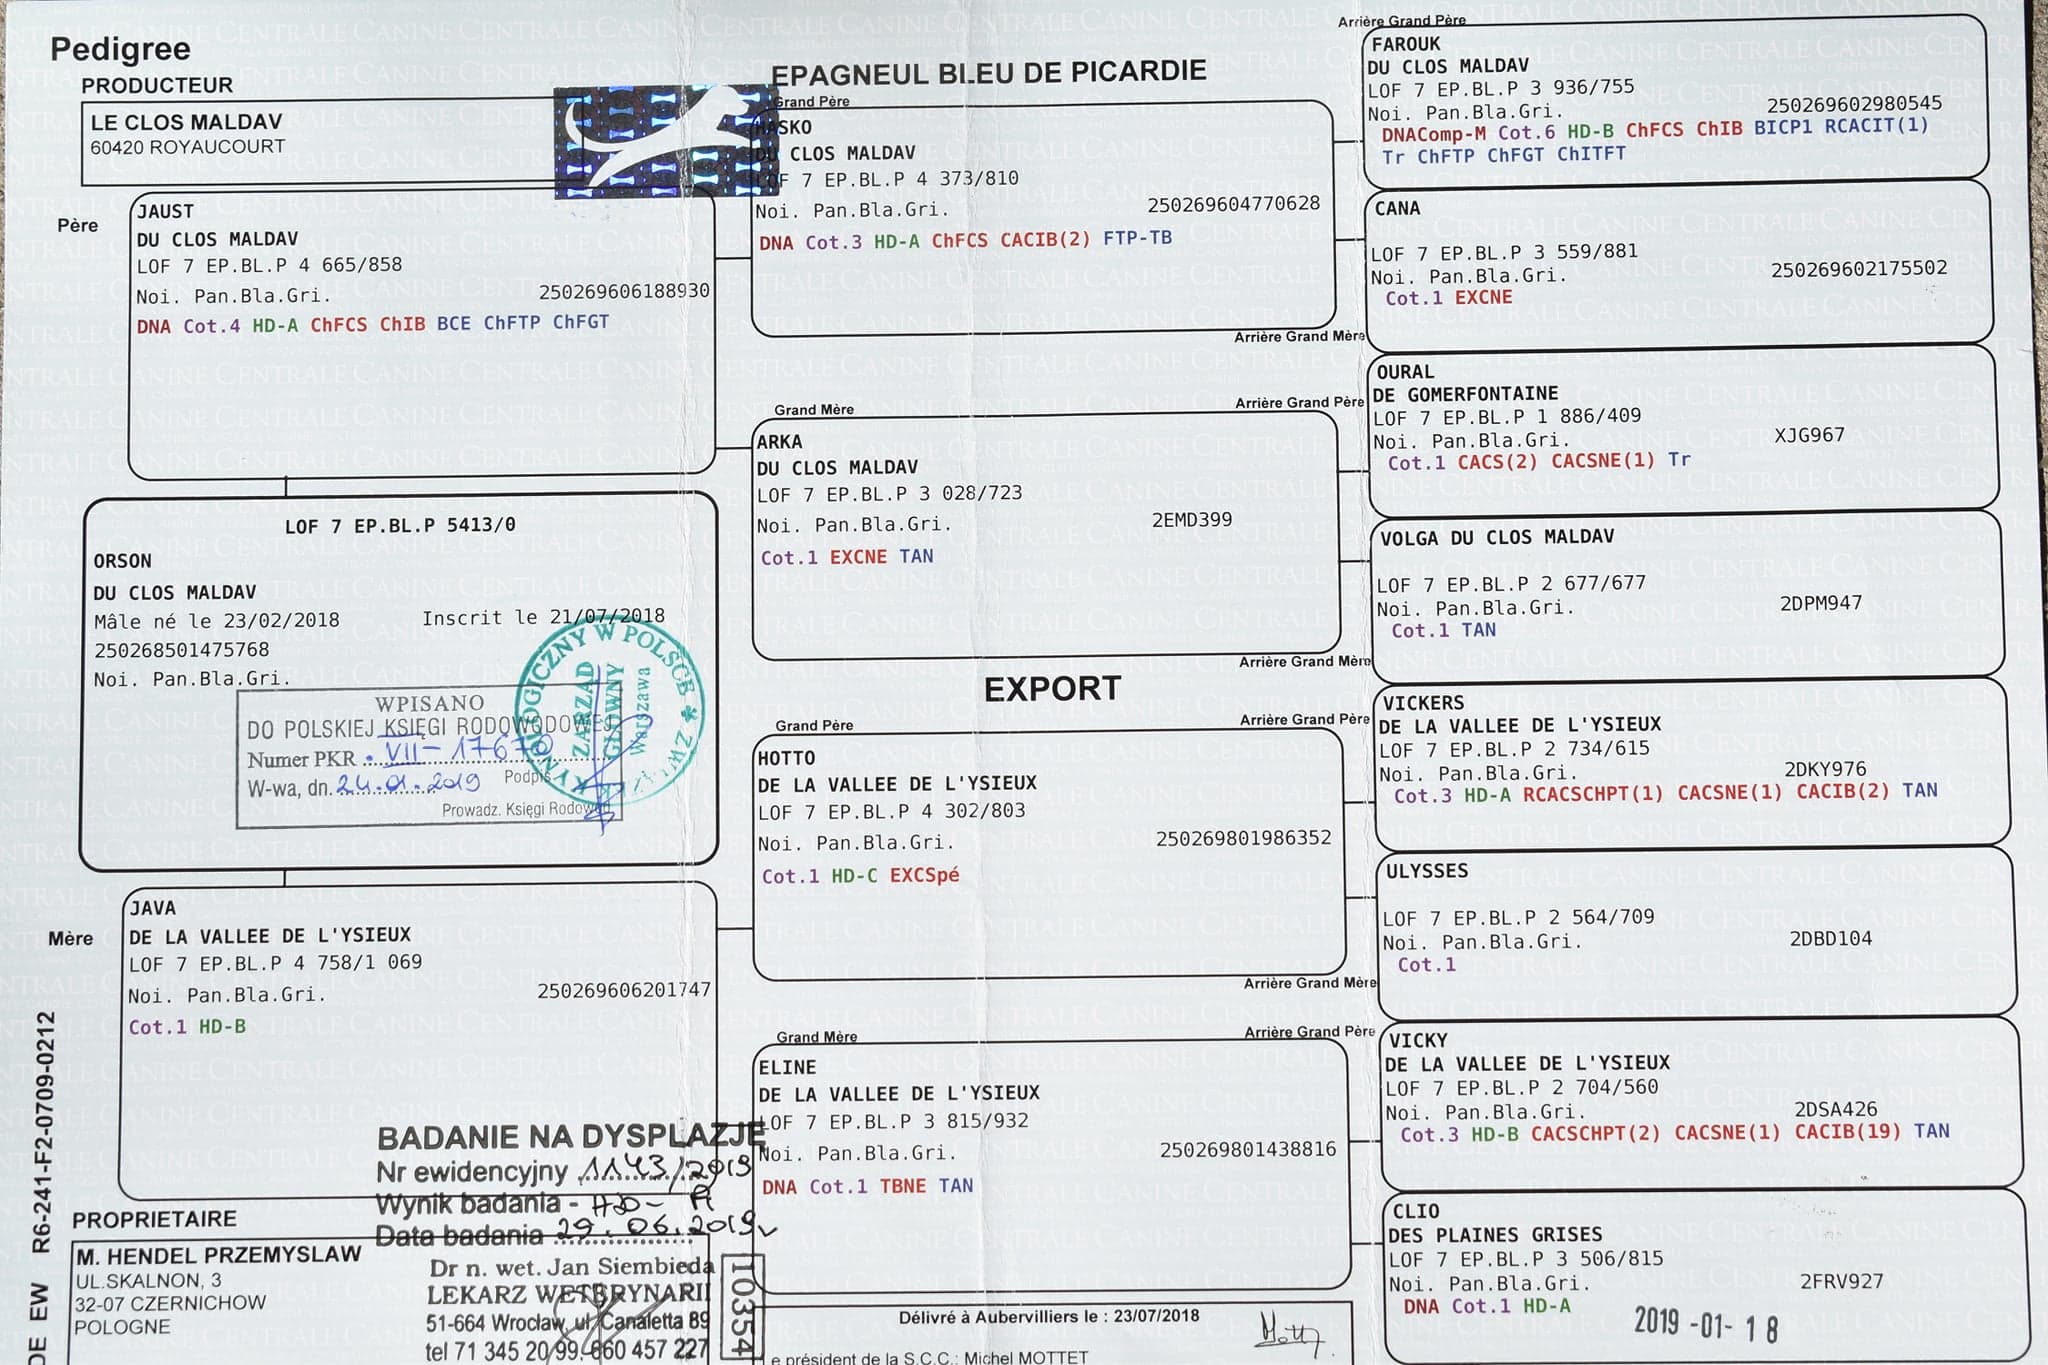 Pedigree
PRODUCTEUR
LE CLOS MALDAV
60420 ROYAUCOURT
EPAGNEUL BLEU DE PICARDIE
Père
JAUST
DU CLOS MALDAV
LOF 7 EP.BL.P 4 665/858
Noi. Pan.Bla.Gri. 250269606188930
DNA Cot.4 HD-A ChFCS ChIB BCE ChFTP ChFGT
LOF 7 EP.BL.P 5413/0
ORSON
DU CLOS MALDAV
Mâle né le 23/02/2018 Inscrit le 21/07/2018
250268501475768
Noi. Pan.Bla.Gri.
WPISANO
DO POLSKIEJ KSIĘGI RODOWODOWEJ
Numer PKR VII-17670
W-wa, dn. 24.01.2019 Podpis
Prowadz. Księgi Rodowod
ZARZĄD
GŁÓWNY
Warszawa
W POLSCE * ZWIĄZEK KYNOLOGICZNY
Mère
JAVA
DE LA VALLEE DE L'YSIEUX
LOF 7 EP.BL.P 4 758/1 069
Noi. Pan.Bla.Gri. 250269606201747
Cot.1 HD-B
BADANIE NA DYSPLAZJE
Nr ewidencyjny 1143/2019
Wynik badania - HD-A
Data badania 29.06.2019
Dr n. wet. Jan Siembieda
LEKARZ WETERYNARII
51-664 Wrocław, ul. Canaletta 89
tel 71 345 20 99, 660 457 227
10354
PROPRIETAIRE
M. HENDEL PRZEMYSLAW
UL.SKALNON, 3
32-07 CZERNICHOW
POLOGNE
DE EW R6-241-F2-0709-0212
Grand Père
MASKO
DU CLOS MALDAV
LOF 7 EP.BL.P 4 373/810
Noi. Pan.Bla.Gri. 250269604770628
DNA Cot.3 HD-A ChFCS CACIB(2) FTP-TB
Grand Mère
ARKA
DU CLOS MALDAV
LOF 7 EP.BL.P 3 028/723
Noi. Pan.Bla.Gri. 2EMD399
Cot.1 EXCNE TAN
EXPORT
Grand Père
HOTTO
DE LA VALLEE DE L'YSIEUX
LOF 7 EP.BL.P 4 302/803
Noi. Pan.Bla.Gri. 250269801986352
Cot.1 HD-C EXCSpé
Grand Mère
ELINE
DE LA VALLEE DE L'YSIEUX
LOF 7 EP.BL.P 3 815/932
Noi. Pan.Bla.Gri. 250269801438816
DNA Cot.1 TBNE TAN
Délivré à Aubervilliers le : 23/07/2018
e président de la S.C.C.: Michel MOTTET
Arrière Grand Père
FAROUK
DU CLOS MALDAV
LOF 7 EP.BL.P 3 936/755
Noi. Pan.Bla.Gri. 250269602980545
DNAComp-M Cot.6 HD-B ChFCS ChIB BICP1 RCACIT(1)
Tr ChFTP ChFGT ChITFT
Arrière Grand Mère
CANA
LOF 7 EP.BL.P 3 559/881
Noi. Pan.Bla.Gri. 250269602175502
Cot.1 EXCNE
Arrière Grand Père
OURAL
DE GOMERFONTAINE
LOF 7 EP.BL.P 1 886/409
Noi. Pan.Bla.Gri. XJG967
Cot.1 CACS(2) CACSNE(1) Tr
Arrière Grand Mère
VOLGA DU CLOS MALDAV
LOF 7 EP.BL.P 2 677/677
Noi. Pan.Bla.Gri. 2DPM947
Cot.1 TAN
Arrière Grand Père
VICKERS
DE LA VALLEE DE L'YSIEUX
LOF 7 EP.BL.P 2 734/615
Noi. Pan.Bla.Gri. 2DKY976
Cot.3 HD-A RCACSCHPT(1) CACSNE(1) CACIB(2) TAN
Arrière Grand Mère
ULYSSES
LOF 7 EP.BL.P 2 564/709
Noi. Pan.Bla.Gri. 2DBD104
Cot.1
Arrière Grand Père
VICKY
DE LA VALLEE DE L'YSIEUX
LOF 7 EP.BL.P 2 704/560
Noi. Pan.Bla.Gri. 2DSA426
Cot.3 HD-B CACSCHPT(2) CACSNE(1) CACIB(19) TAN
CLIO
DES PLAINES GRISES
LOF 7 EP.BL.P 3 506/815
Noi. Pan.Bla.Gri. 2FRV927
DNA Cot.1 HD-A
2019-01-18